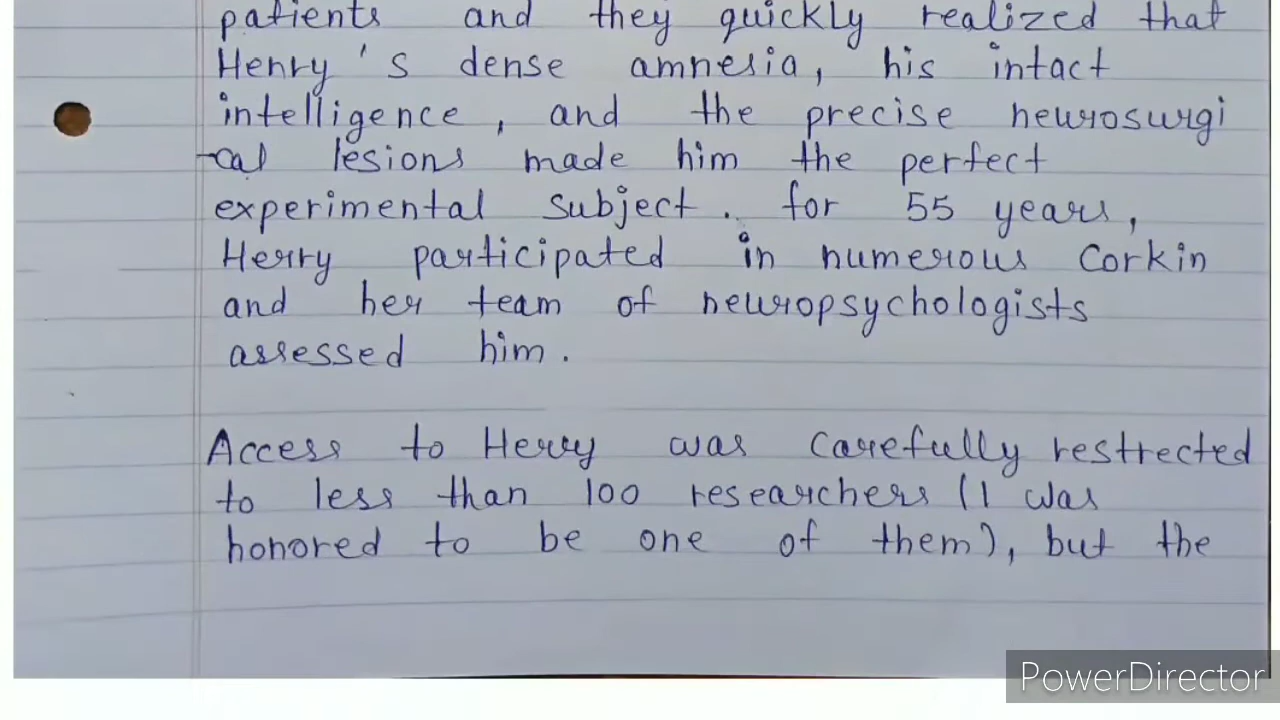 patients and they quickly realized that
Henry's dense amnesia, his intact
intelligence, and the precise neurosurgi
-cal lesions made him the perfect
experimental subject. for 55 years,
Henry participated in numerous Corkin
and her team of neuropsychologists
assessed him.
Access to Henry was carefully restrected
to less than 100 researchers (I was
honored to be one of them), but the
PowerDirector